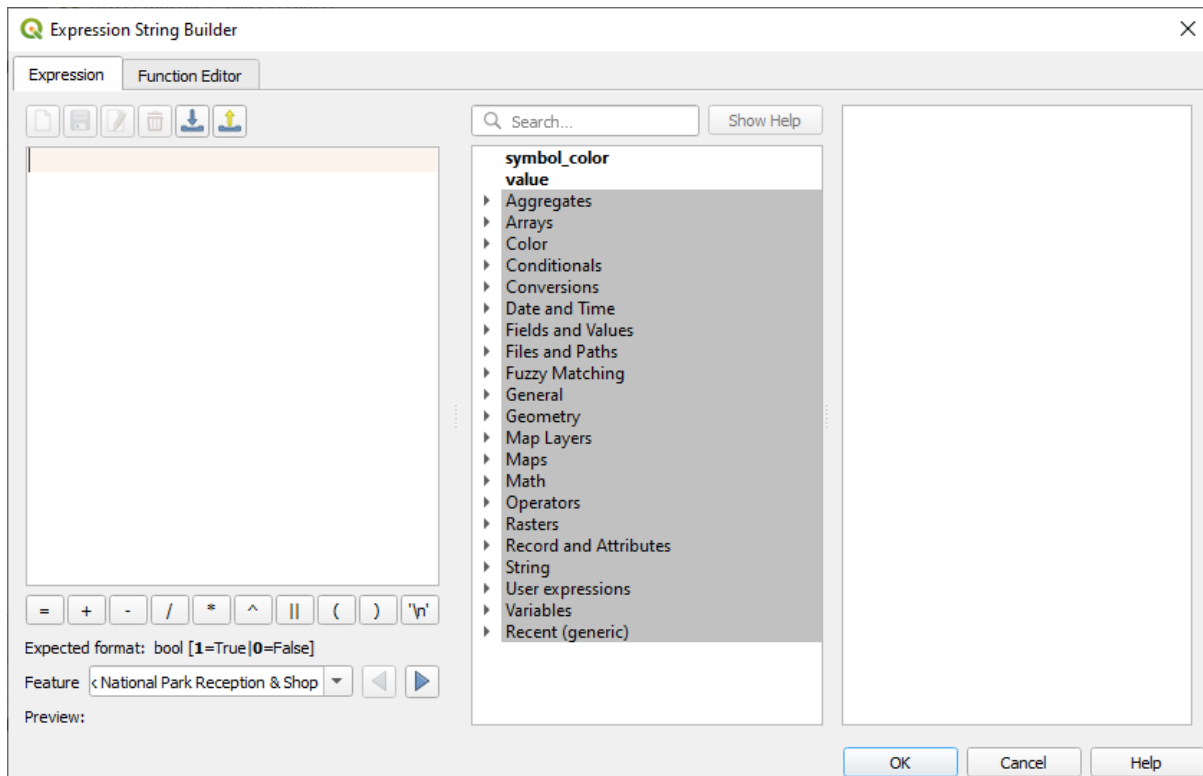 Expression String Builder
Expression
Function Editor
Search...
Show Help
symbol_color
value
Aggregates
Arrays
Color
Conditionals
Conversions
Date and Time
Fields and Values
Files and Paths
Fuzzy Matching
General
Geometry
Map Layers
Maps
Math
Operators
Rasters
Record and Attributes
String
User expressions
Variables
Recent (generic)
= + - / * ^ || ( ) '\n'
Expected format: bool [1=True|0=False]
Feature National Park Reception & Shop
Preview:
OK Cancel Help